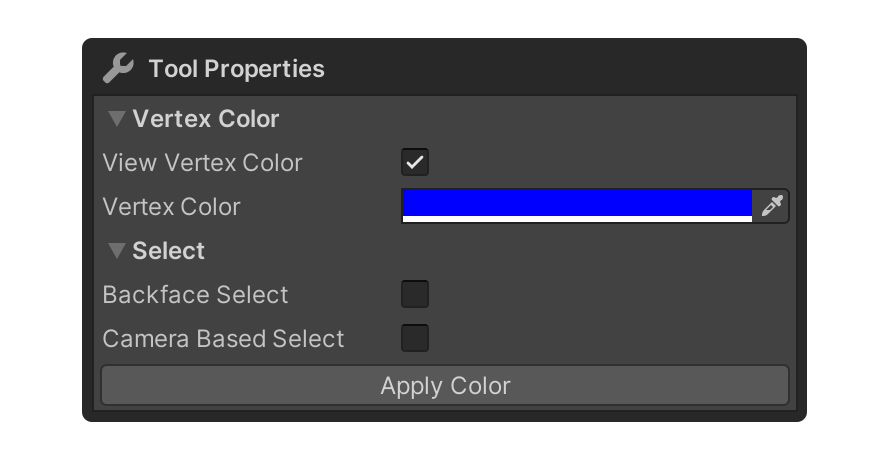 Tool Properties
Vertex Color
View Vertex Color
Vertex Color
Select
Backface Select
Camera Based Select
Apply Color